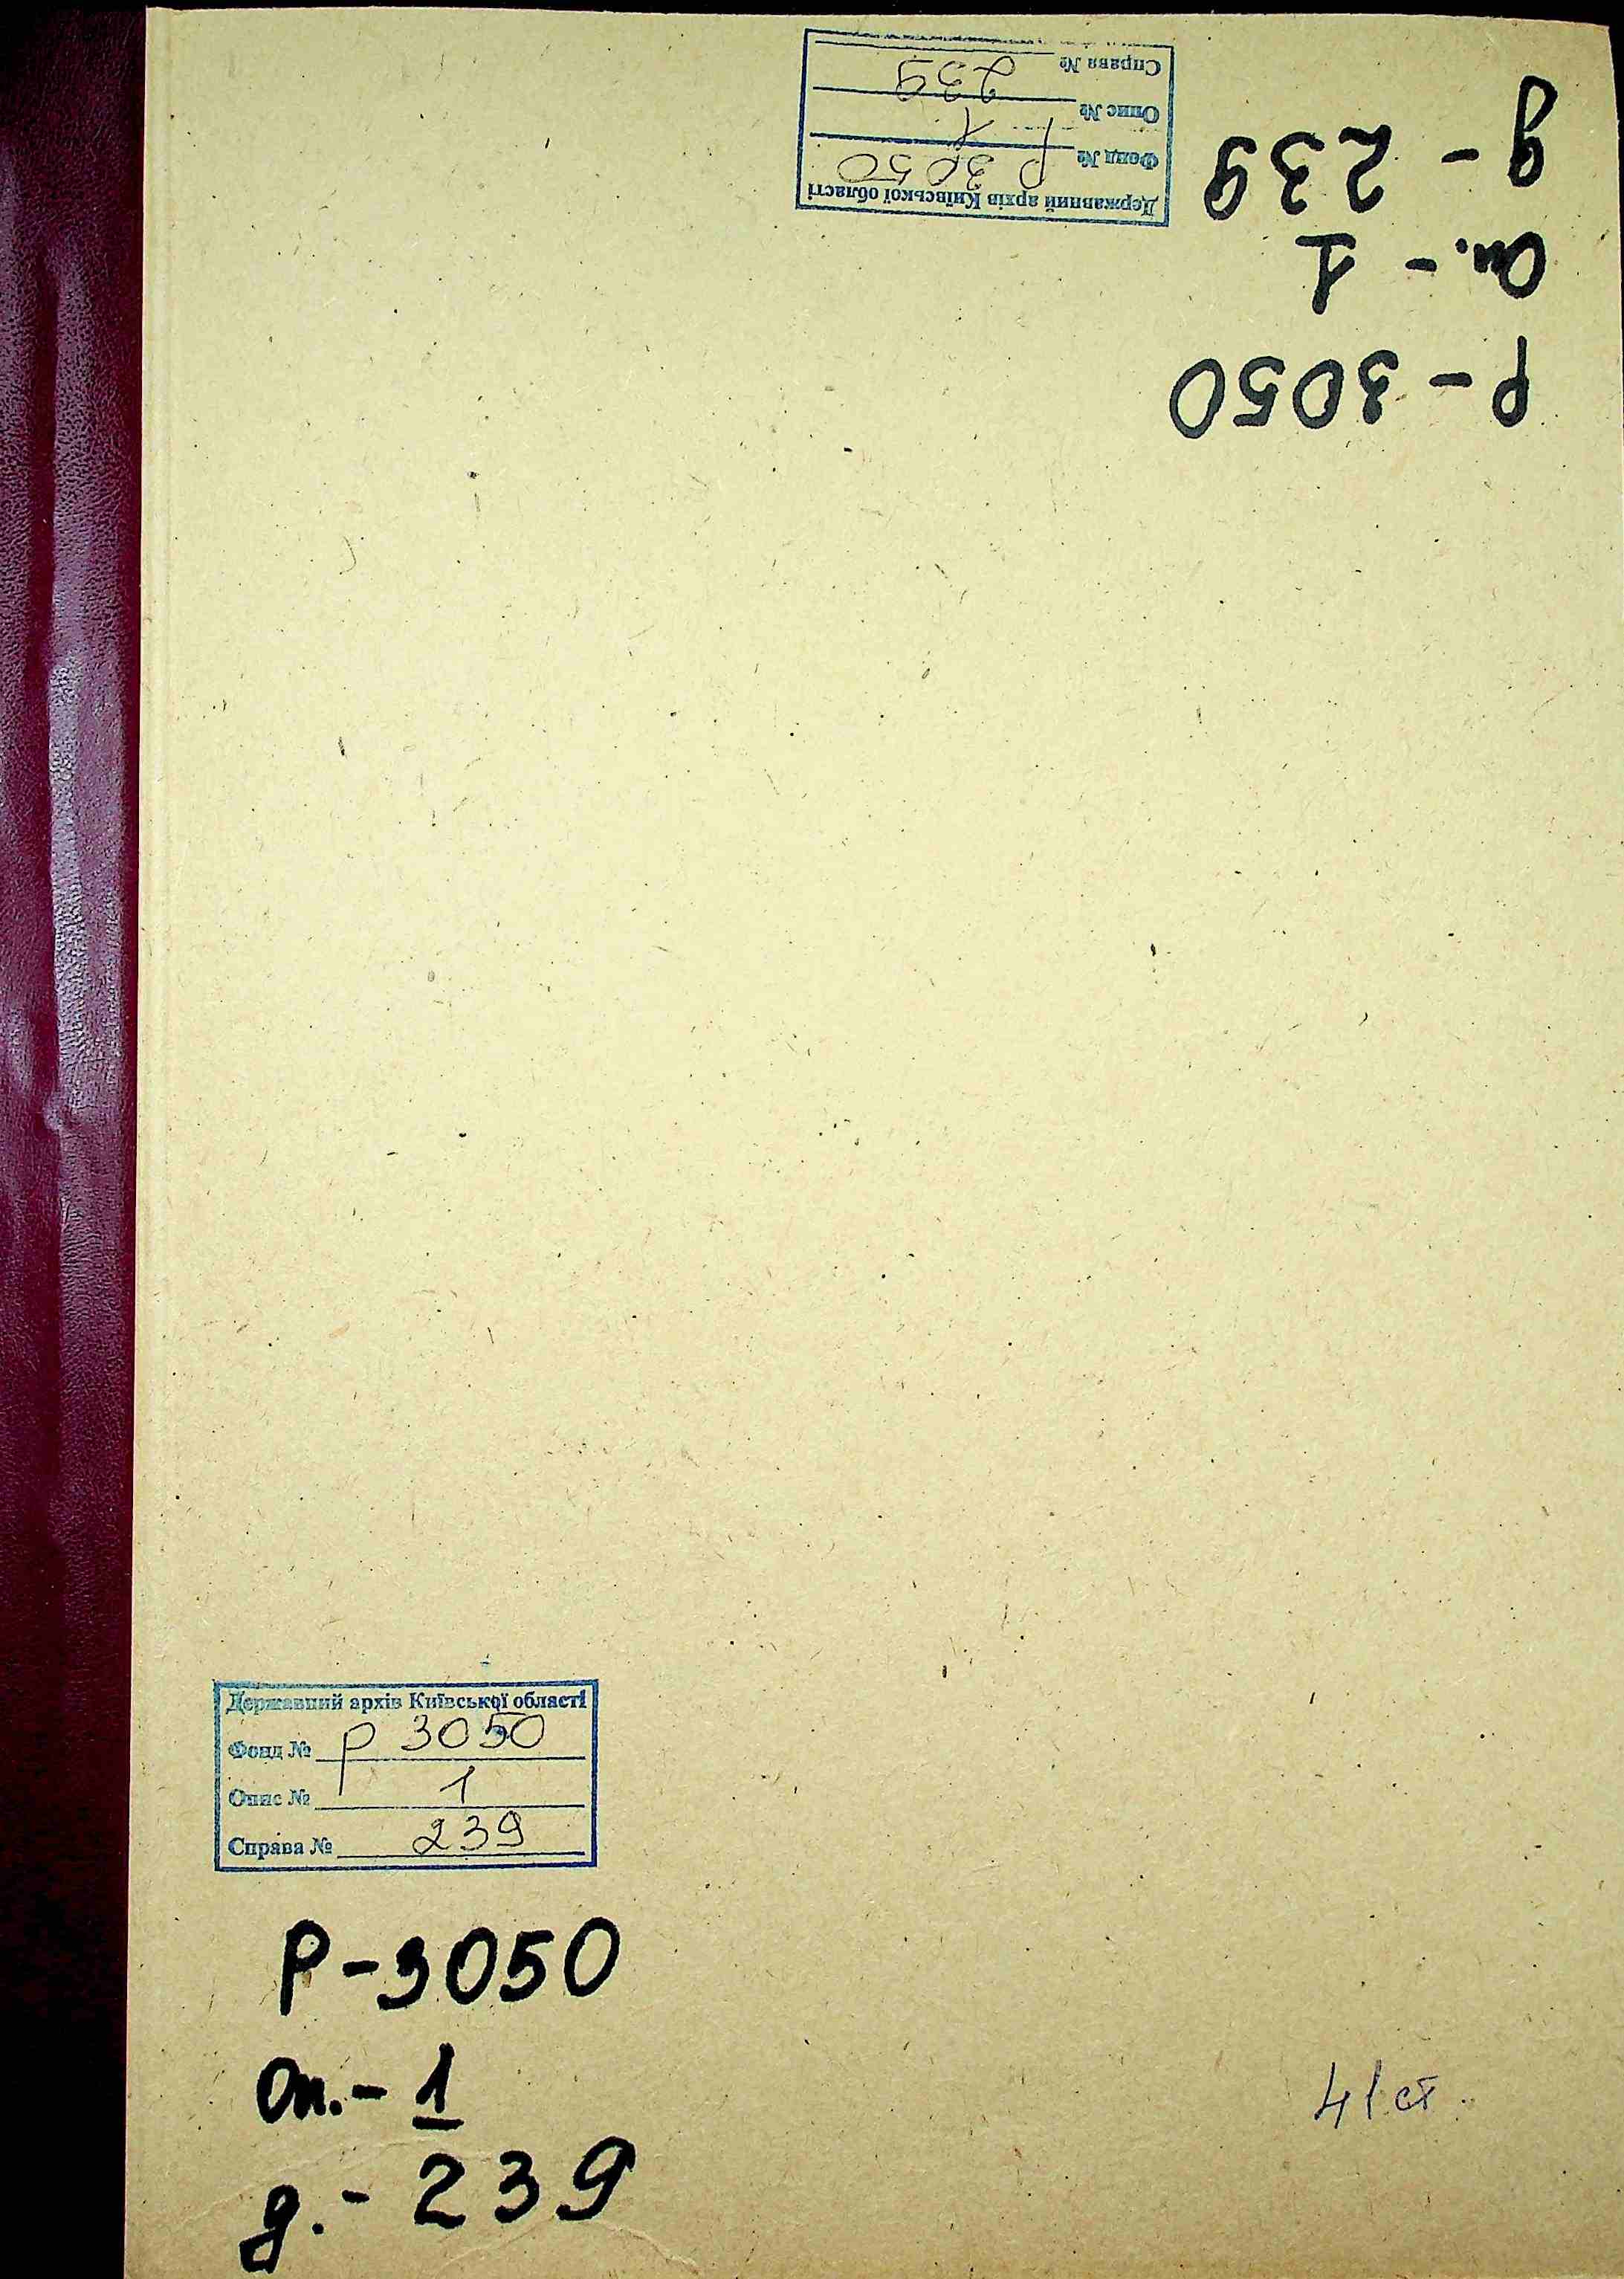 Державний архів Київської області
Фонд № Р 3050
Опис № 1
Справа № 239
Р-3050
Оп.- 1
д - 239
Державний архів Київської області
Фонд № Р 3050
Опис № 1
Справа № 239
Р-3050
Оп.- 1
д.- 239
41 ст.